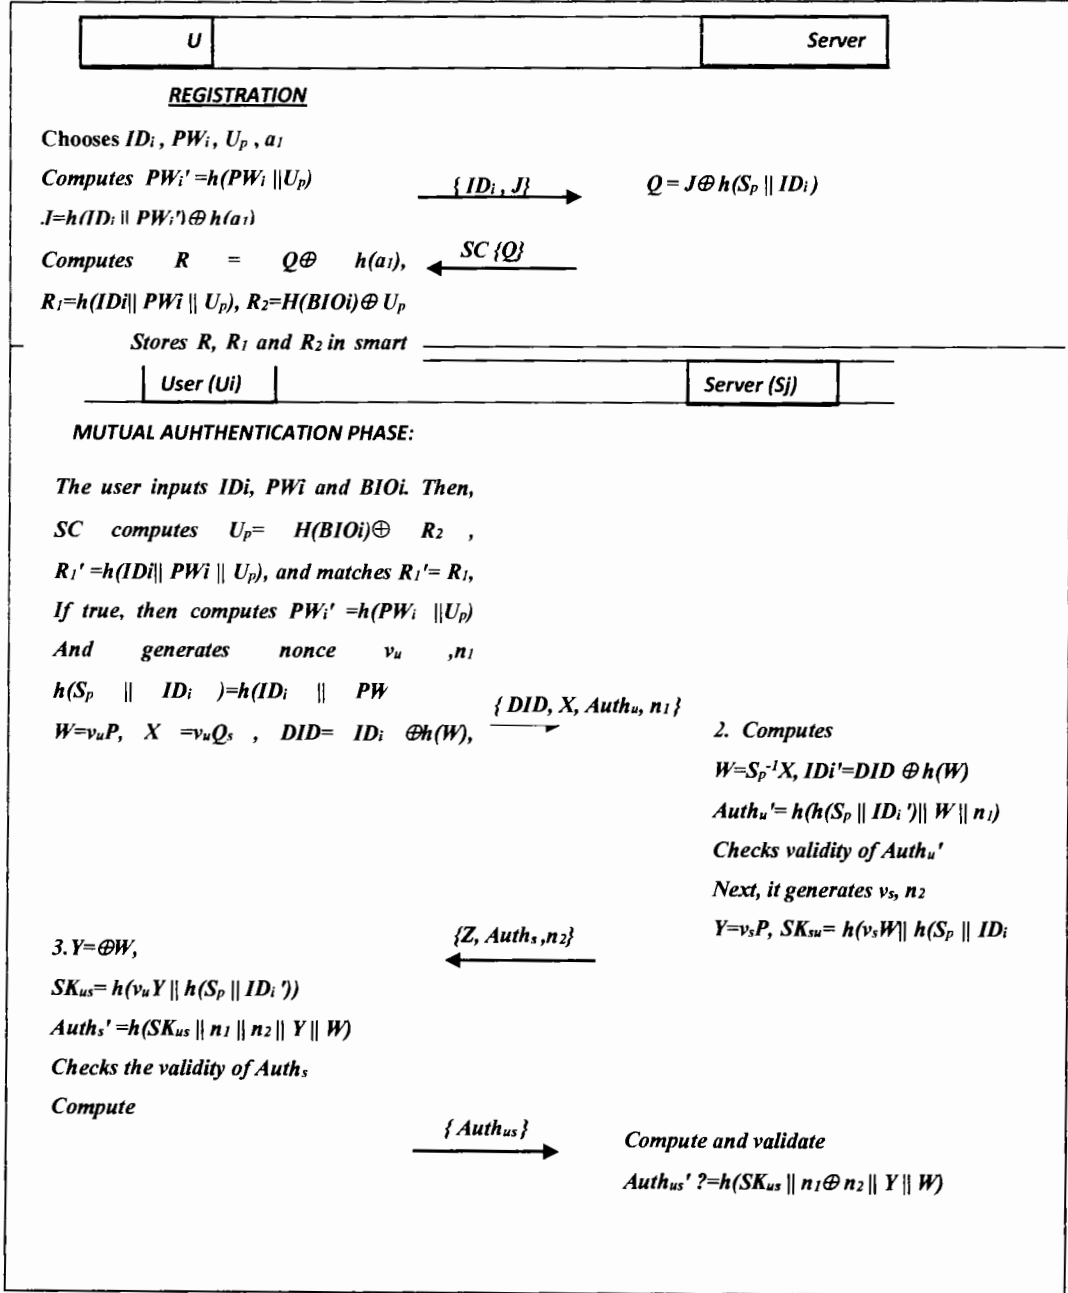 U Server
REGISTRATION
Chooses IDi , PWi , Up , a1
Computes PWi' =h(PWi ||Up)
{ IDi , J}
Q = J⊕h(Sp || IDi )
J=h(IDi || PWi')⊕h(a1)
Computes R = Q⊕ h(a1),
SC {Q}
R1=h(IDi|| PWi || Up), R2=H(BIOi)⊕ Up
Stores R, R1 and R2 in smart
User (Ui) Server (Sj)
MUTUAL AUHTHENTICATION PHASE:
The user inputs IDi, PWi and BIOi. Then,
SC computes Up= H(BIOi)⊕ R2 ,
R1' =h(IDi|| PWi || Up), and matches R1'= R1,
If true, then computes PWi' =h(PWi ||Up)
And generates nonce vu ,n1
h(Sp || IDi )=h(IDi || PW
W=vuP, X =vuQs , DID= IDi ⊕h(W),
{ DID, X, Authu, n1}
2. Computes
W=Sp-1X, IDi'=DID ⊕h(W)
Authu'= h(h(Sp || IDi ')|| W || n1)
Checks validity of Authu'
Next, it generates vs, n2
Y=vsP, SKsu= h(vsW|| h(Sp || IDi
{Z, Auths ,n2}
3. Y=⊕W,
SKus= h(vuY || h(Sp || IDi '))
Auths' =h(SKus || n1 || n2 || Y || W)
Checks the validity of Auths
Compute
{ Authus}
Compute and validate
Authus' ?=h(SKus || n1⊕ n2 || Y || W)